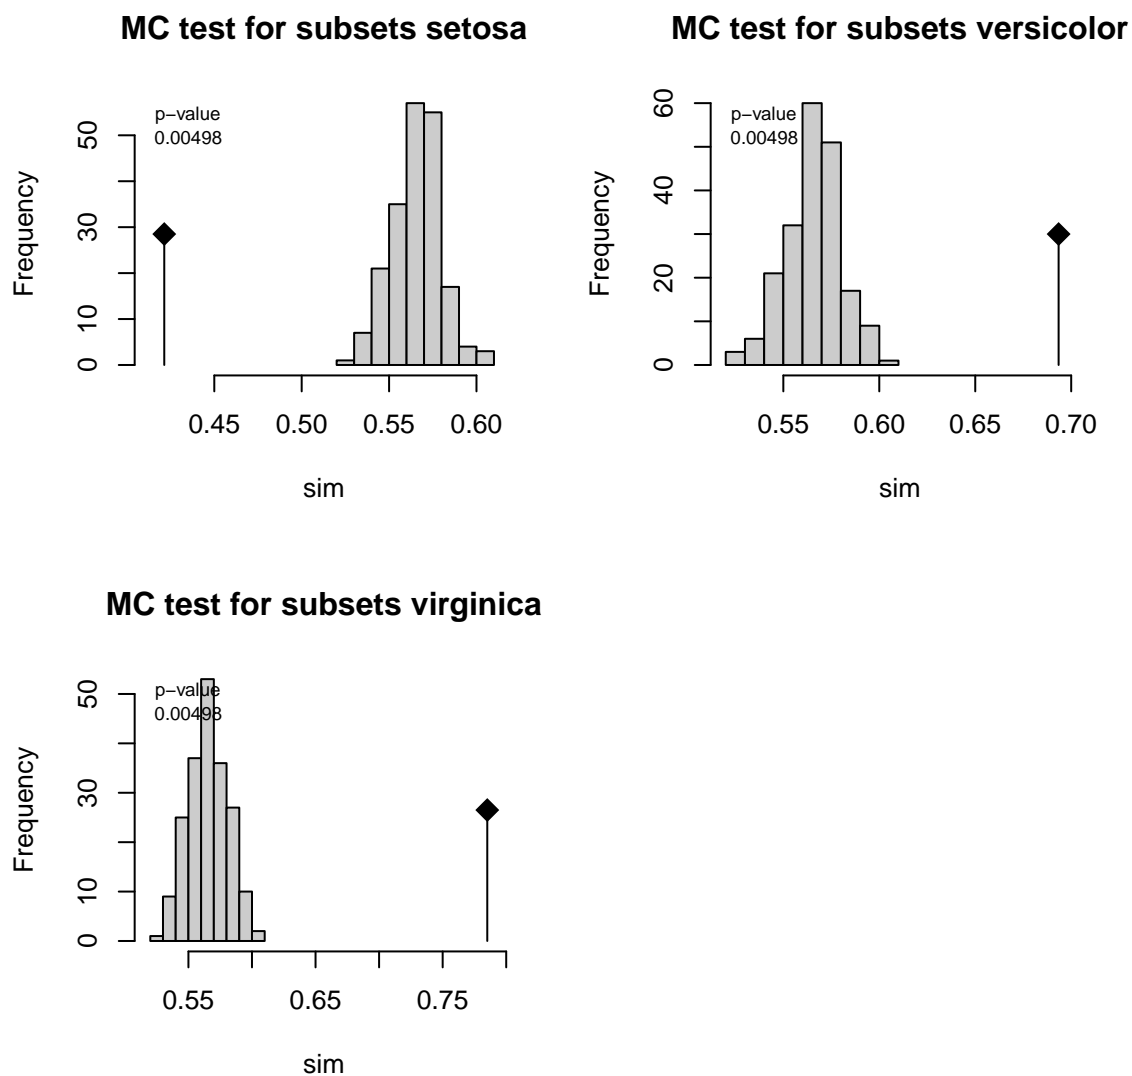 MC test for subsets setosa
p−value
0.00498
Frequency
0 10 30 50
0.45 0.50 0.55 0.60
sim
MC test for subsets versicolor
p−value
0.00498
Frequency
0 20 40 60
0.55 0.60 0.65 0.70
sim
MC test for subsets virginica
p−value
0.00498
Frequency
0 10 30 50
0.55 0.65 0.75
sim